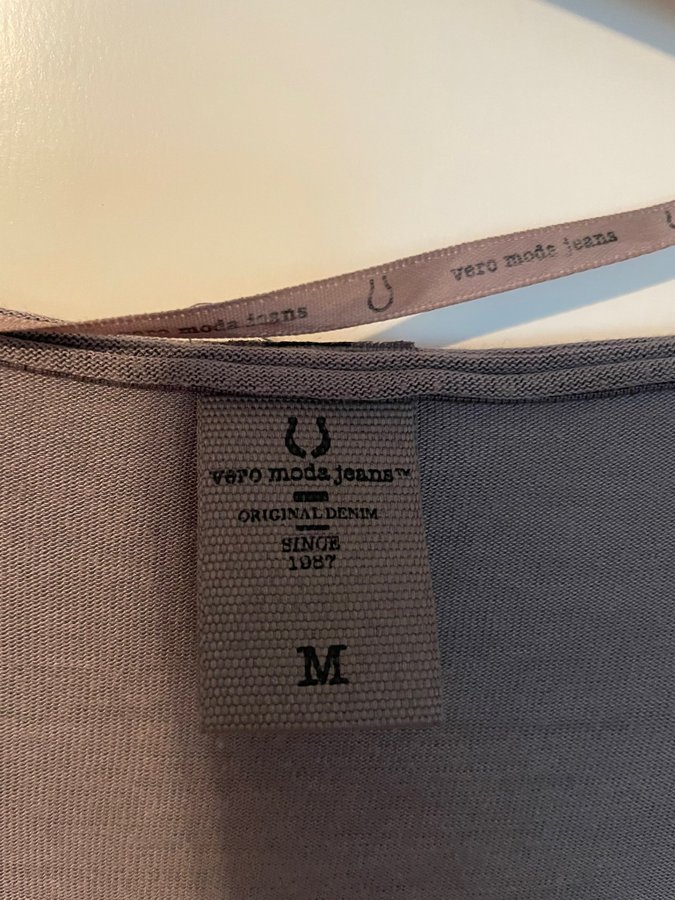 vero moda jeans
vero moda jeans
vero moda jeans™
ORIGINAL DENIM
SINCE
1987
M